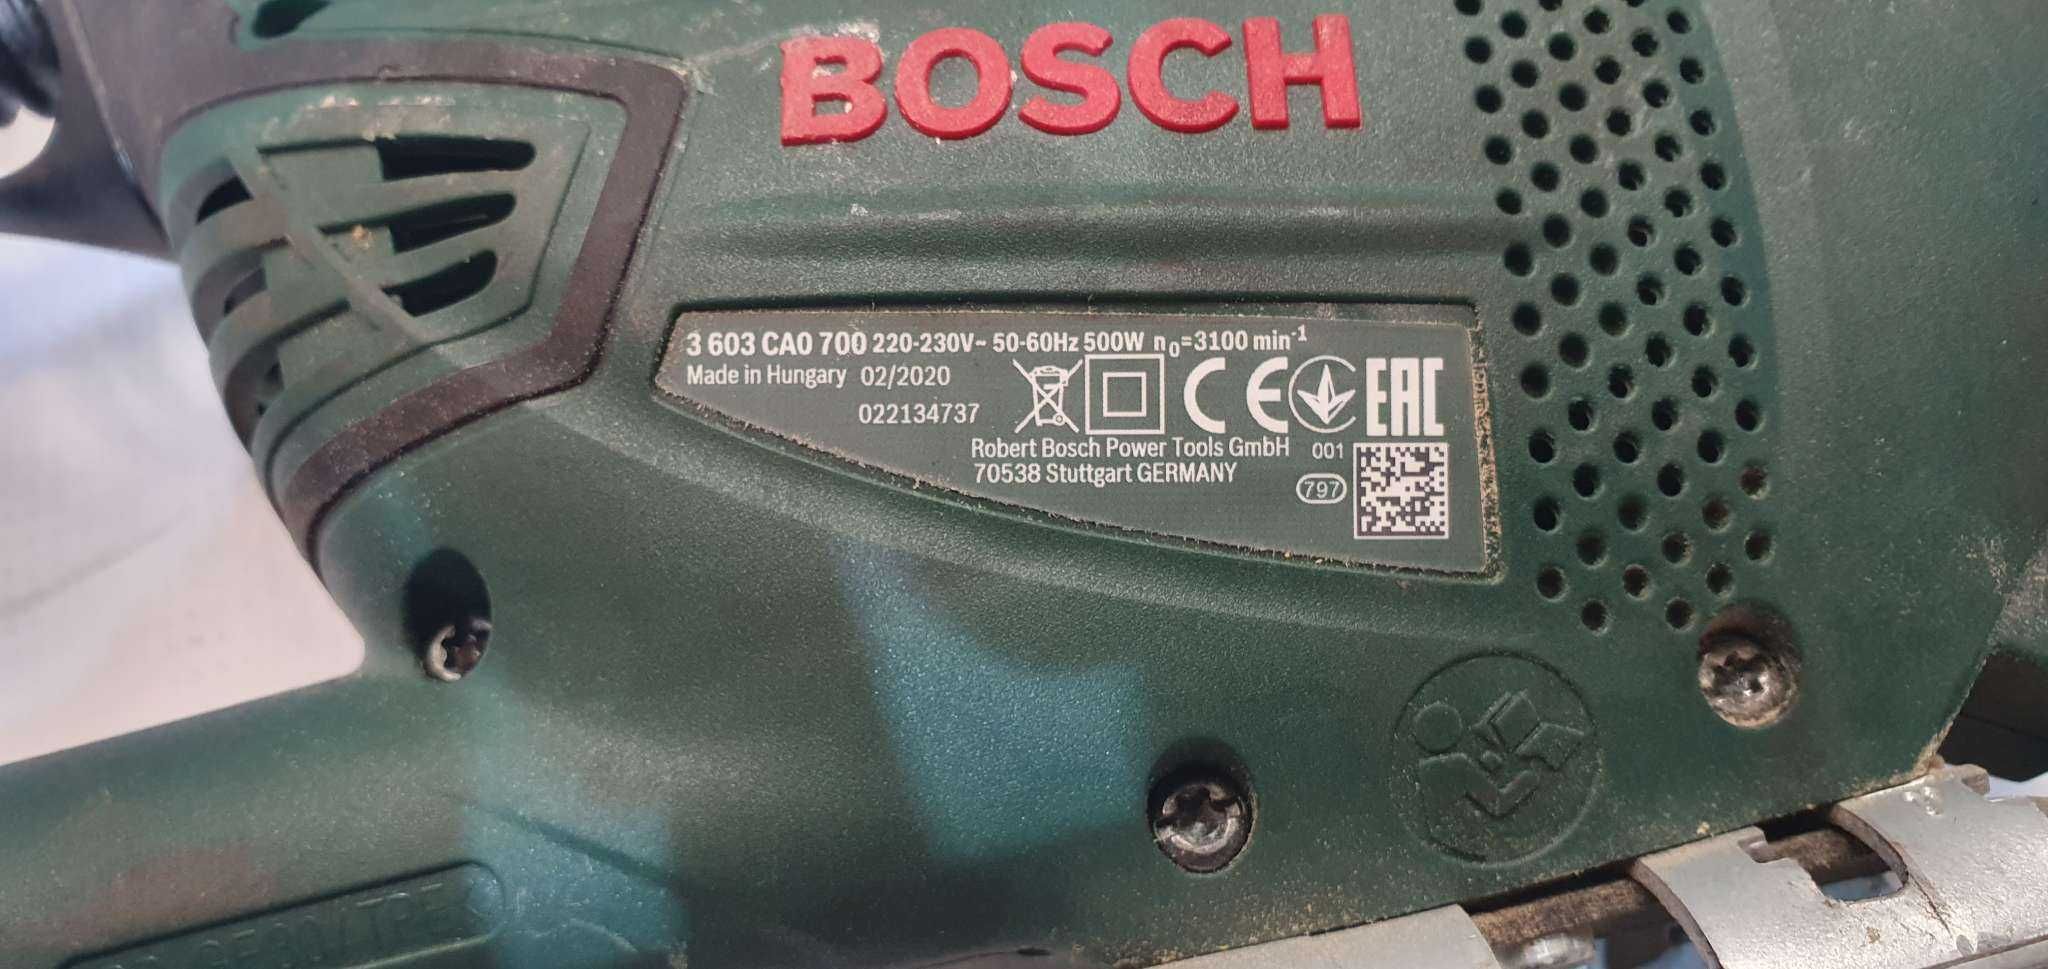 BOSCH
3 603 CA0 700 220-230V~ 50-60Hz 500W n₀=3100 min⁻¹
Made in Hungary 02/2020
022134737
CE EAC
Robert Bosch Power Tools GmbH 001
70538 Stuttgart GERMANY
797